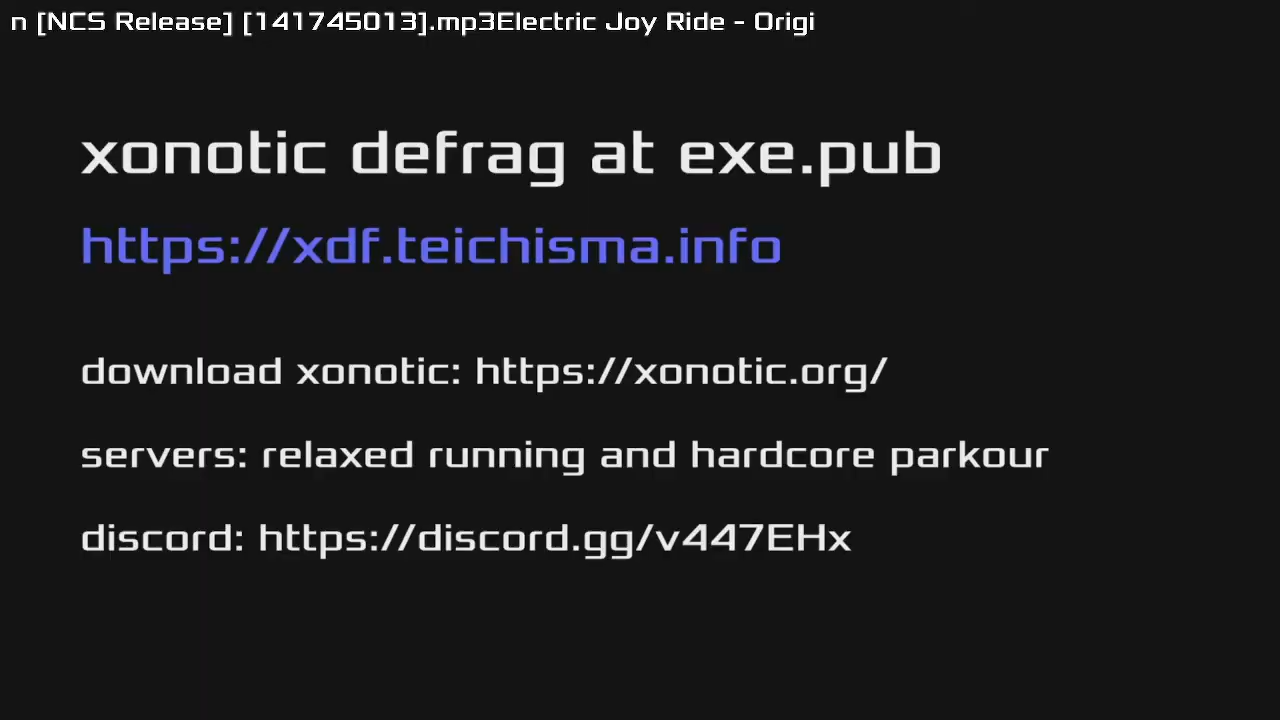 n [NCS Release] [141745013].mp3Electric Joy Ride - Origi
xonotic defrag at exe.pub
https://xdf.teichisma.info
download xonotic: https://xonotic.org/
servers: relaxed running and hardcore parkour
discord: https://discord.gg/v447EHx